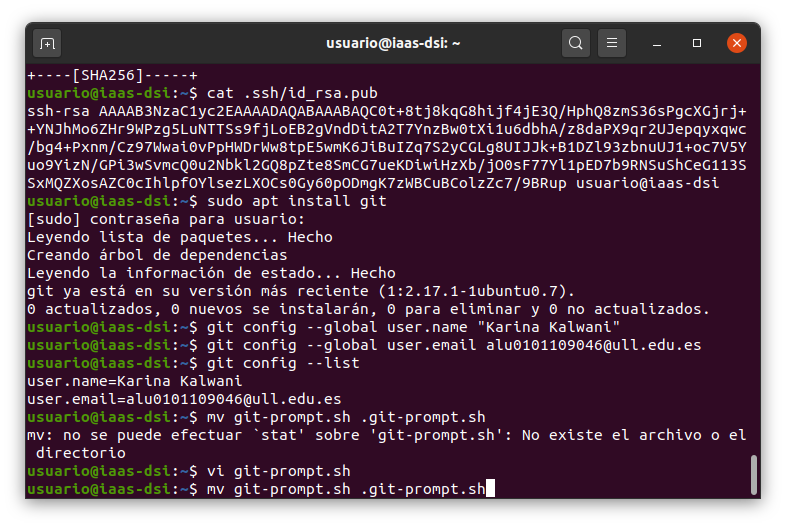 usuario@iaas-dsi: ~
+----[SHA256]-----+
usuario@iaas-dsi:~$ cat .ssh/id_rsa.pub
ssh-rsa AAAAB3NzaC1yc2EAAAADAQABAAABAQC0t+8tj8kqG8hijf4jE3Q/HphQ8zmS36sPgcXGjrj+
+YNJhMo6ZHr9WPzg5LuNTTSs9fjLoEB2gVndDitA2T7YnzBw0tXi1u6dbhA/z8daPX9qr2UJepqyxqwc
/bg4+Pxnm/Cz97Wwai0vPpHWDrWw8tpE5wmK6JiBuIZq7S2yCGLg8UIJJk+B1DZl93zbnuUJ1+oc7V5Y
uo9YizN/GPi3wSvmcQ0u2Nbkl2GQ8pZte8SmCG7ueKDiwiHzXb/jO0sF77Yl1pED7b9RNSuShCeG113S
SxMQZXosAZC0cIhlpfOYlsezLXOCs0Gy60pODmgK7zWBCuBColzZc7/9BRup usuario@iaas-dsi
usuario@iaas-dsi:~$ sudo apt install git
[sudo] contraseña para usuario:
Leyendo lista de paquetes... Hecho
Creando árbol de dependencias
Leyendo la información de estado... Hecho
git ya está en su versión más reciente (1:2.17.1-1ubuntu0.7).
0 actualizados, 0 nuevos se instalarán, 0 para eliminar y 0 no actualizados.
usuario@iaas-dsi:~$ git config --global user.name "Karina Kalwani"
usuario@iaas-dsi:~$ git config --global user.email alu0101109046@ull.edu.es
usuario@iaas-dsi:~$ git config --list
user.name=Karina Kalwani
user.email=alu0101109046@ull.edu.es
usuario@iaas-dsi:~$ mv git-prompt.sh .git-prompt.sh
mv: no se puede efectuar `stat' sobre 'git-prompt.sh': No existe el archivo o el
directorio
usuario@iaas-dsi:~$ vi git-prompt.sh
usuario@iaas-dsi:~$ mv git-prompt.sh .git-prompt.sh